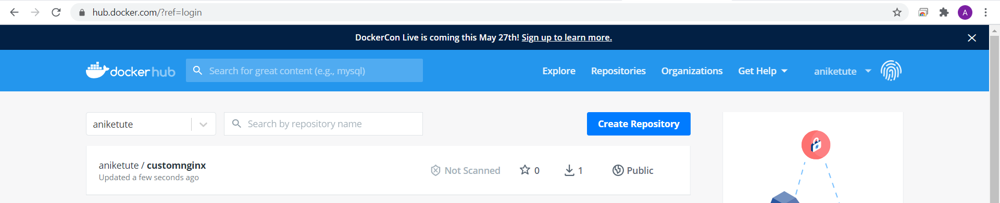 hub.docker.com/?ref=login
A
DockerCon Live is coming this May 27th! Sign up to learn more.
docker hub
Search for great content (e.g., mysql)
Explore
Repositories
Organizations
Get Help
aniketute
aniketute
Search by repository name
Create Repository
aniketute / customnginx
Not Scanned
0
1
Public
Updated a few seconds ago